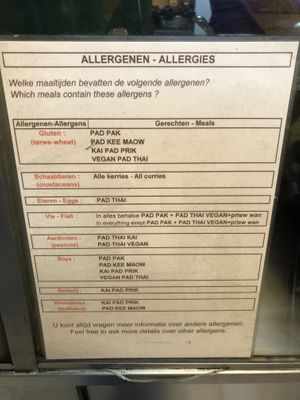 ALLERGENEN - ALLERGIES
Welke maaltijden bevatten de volgende allergenen?
Which meals contain these allergens ?
Allergenen-Allergens Gerechten - Meals
Gluten : PAD PAK
(tarwe-wheat) PAD KEE MAOW
KAI PAD PRIK
VEGAN PAD THAI
Schaaldieren : Alle kerries - All curries
(crustaceans)
Eieren - Eggs : PAD THAI
Vis - Fish : In alles behalve PAD PAK + PAD THAI VEGAN+priew wan
In everything exept PAD PAK + PAD THAI VEGAN+priew wan
Aardnoten : PAD THAI KAI
(peanuts) PAD THAI VEGAN
Soya : PAD PAK
PAD KEE MAOW
KAI PAD PRIK
VEGAN PAD THAI
Selderij : KAI PAD PRIK
Weekdieren : KAI PAD PRIK
(molluscs) PAD KEE MAOW
U kunt altijd vragen meer informatie over andere allergenen.
Feel free to ask more details over other allergens.